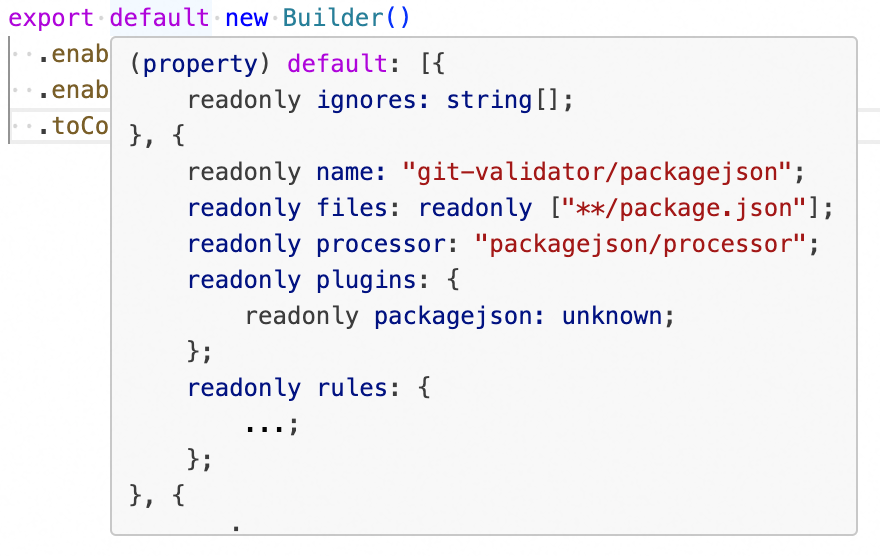 export default new Builder()
.enab
.enab
.toCo
(property) default: [{
readonly ignores: string[];
}, {
readonly name: "git-validator/packagejson";
readonly files: readonly ["**/package.json"];
readonly processor: "packagejson/processor";
readonly plugins: {
readonly packagejson: unknown;
};
readonly rules: {
...;
};
}, {